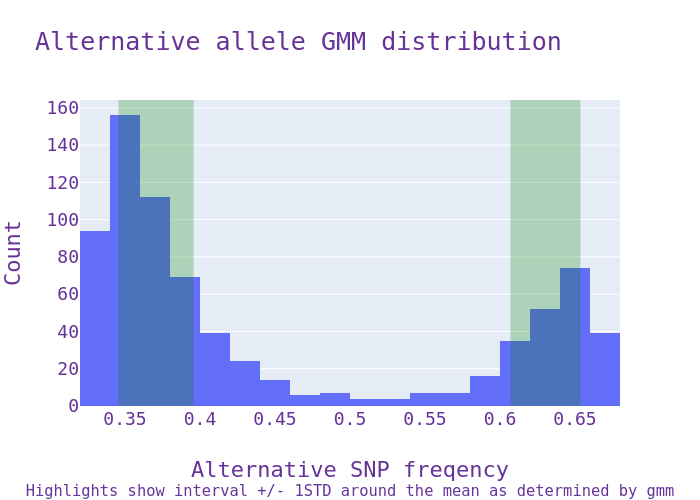 Alternative allele GMM distribution
160
140
120
100
80
60
40
20
0
Count
0.35 0.4 0.45 0.5 0.55 0.6 0.65
Alternative SNP freqency
Highlights show interval +/- 1STD around the mean as determined by gmm